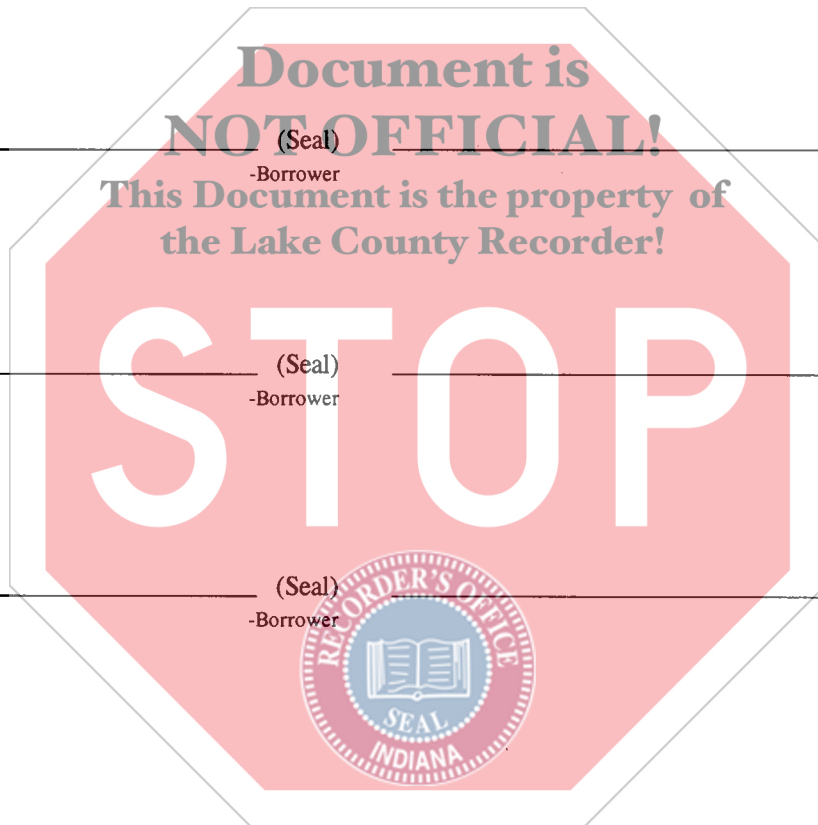 Document is
NOT OFFICIAL!
(Seal)
-Borrower
This Document is the property of
the Lake County Recorder!
STOP
(Seal)
-Borrower
(Seal)
-Borrower
RECORDER'S OFFICE
SEAL
INDIANA